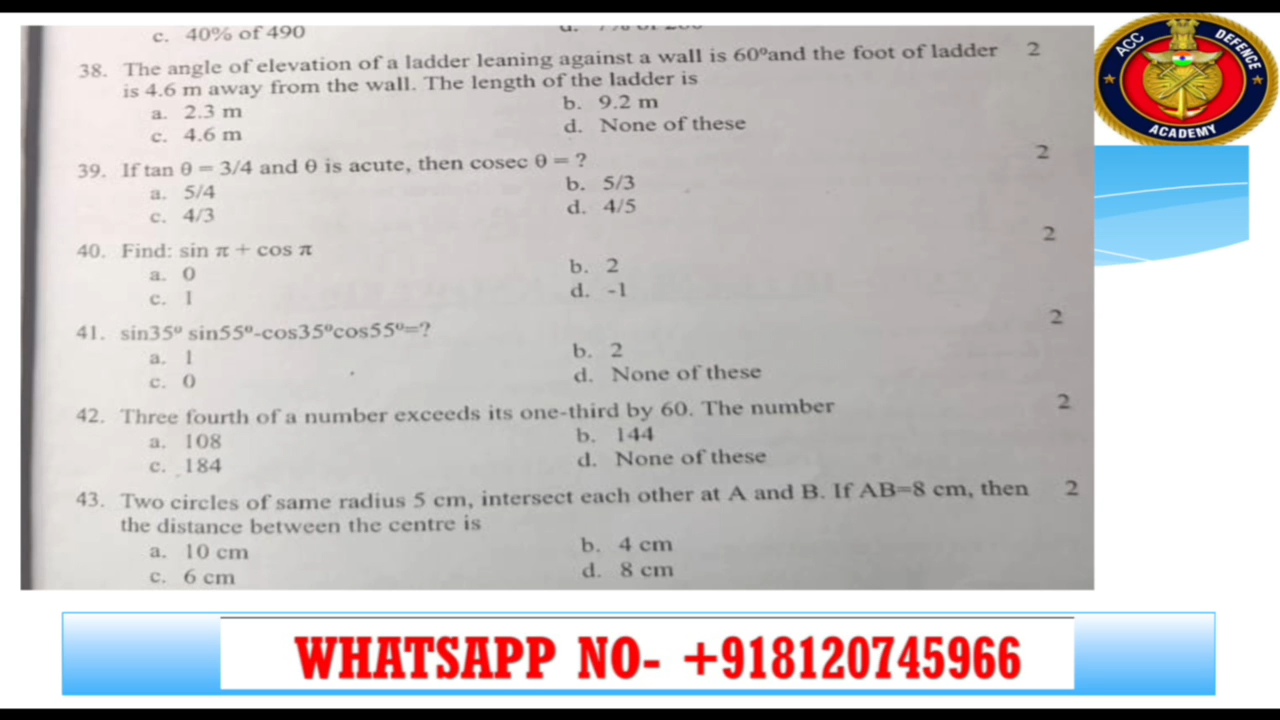 c. 40% of 490
38. The angle of elevation of a ladder leaning against a wall is 60ºand the foot of ladder 2
is 4.6 m away from the wall. The length of the ladder is
a. 2.3 m b. 9.2 m
c. 4.6 m d. None of these
39. If tan θ = 3/4 and θ is acute, then cosec θ = ? 2
a. 5/4 b. 5/3
c. 4/3 d. 4/5
40. Find: sin π + cos π 2
a. 0 b. 2
c. 1 d. -1
41. sin35º sin55º-cos35ºcos55º=? 2
a. 1 b. 2
c. 0 d. None of these
42. Three fourth of a number exceeds its one-third by 60. The number 2
a. 108 b. 144
c. 184 d. None of these
43. Two circles of same radius 5 cm, intersect each other at A and B. If AB=8 cm, then 2
the distance between the centre is
a. 10 cm b. 4 cm
c. 6 cm d. 8 cm
ACC DEFENCE
ACADEMY
WHATSAPP NO- +918120745966